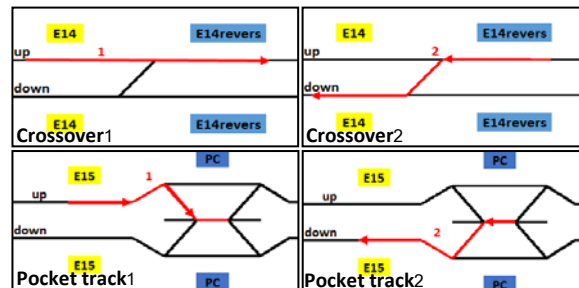 E14 E14revers
1
up
down
E14 E14revers
Crossover1
E14 E14revers
2
up
down
E14 E14revers
Crossover2
PC
E15 1
up
down
E15
Pocket track1
PC
PC
E15
up
down
2
E15
Pocket track2
PC